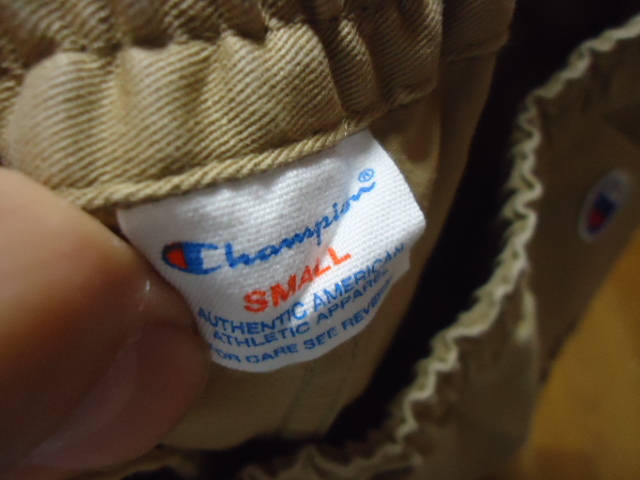 Champion®
SMALL
AUTHENTIC AMERICAN
ATHLETIC APPAREL
FOR CARE SEE REVERSE